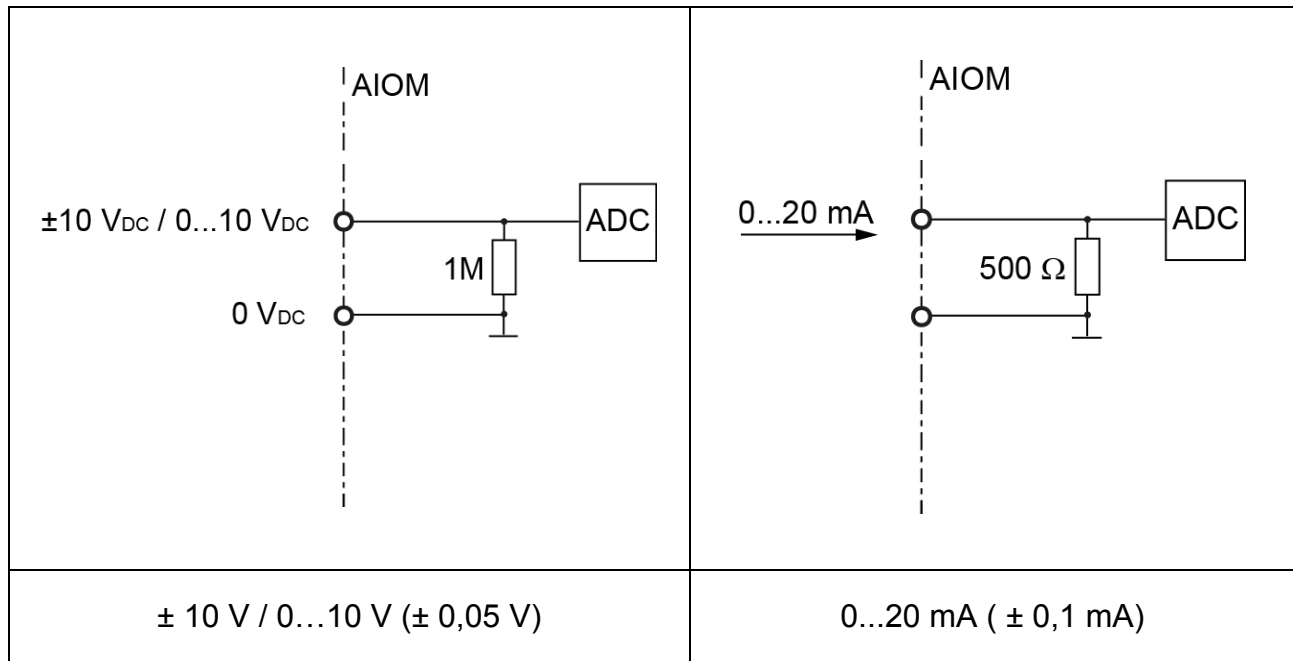 AIOM
±10 VDC / 0...10 VDC
ADC
1M
0 VDC
AIOM
0...20 mA
ADC
500 Ω
± 10 V / 0…10 V (± 0,05 V)
0...20 mA ( ± 0,1 mA)